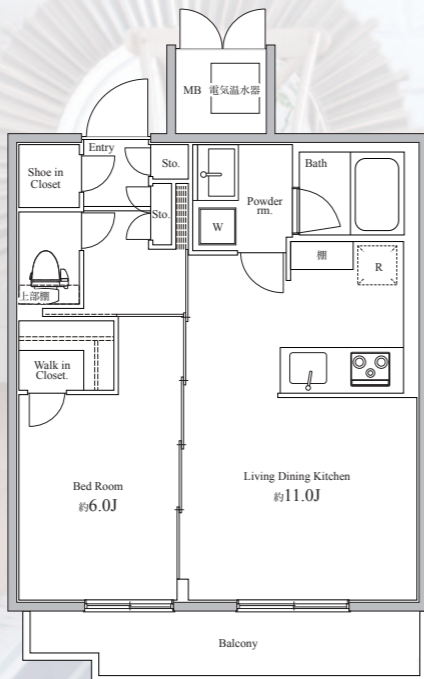 MB 電気温水器
Entry
Sto.
Shoe in
Closet
Bath
Powder
rm.
Sto.
W
棚
R
上部棚
Walk in
Closet.
Bed Room
約6.0J
Living Dining Kitchen
約11.0J
Balcony